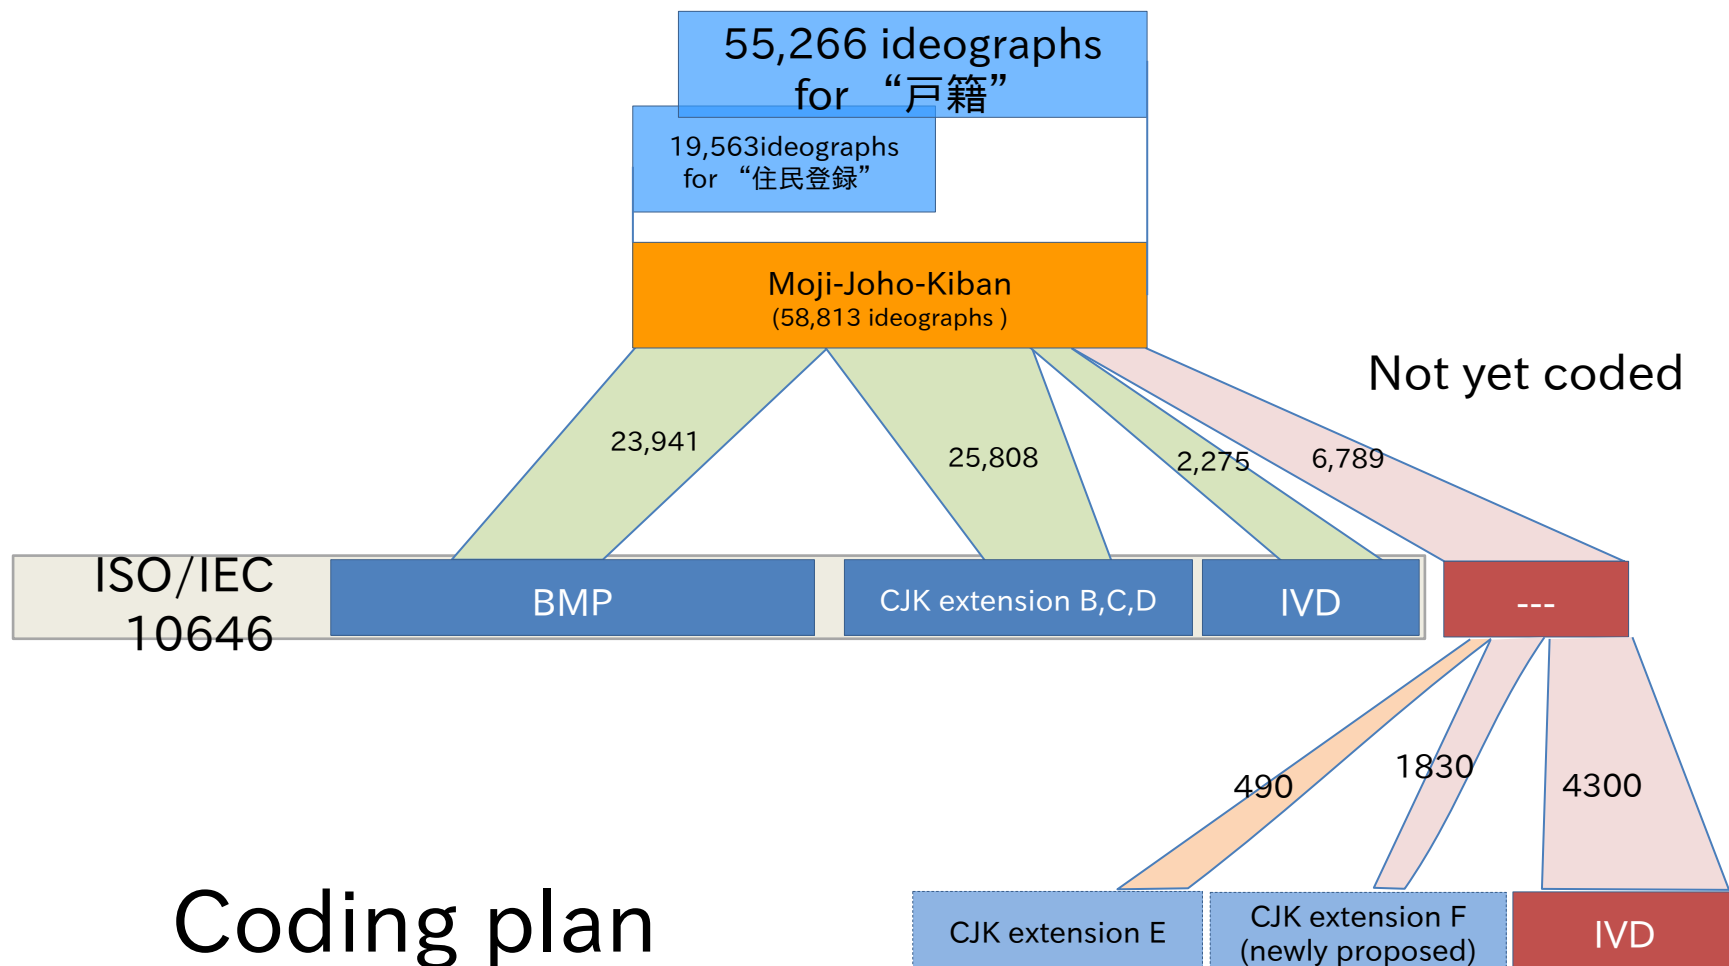 55,266 ideographs
for “戸籍”
19,563ideographs
for “住民登録”
Moji-Joho-Kiban
(58,813 ideographs )
Not yet coded
23,941
25,808
2,275
6,789
ISO/IEC
10646
BMP
CJK extension B,C,D
IVD
---
490
1830
4300
Coding plan
CJK extension E
CJK extension F
(newly proposed)
IVD